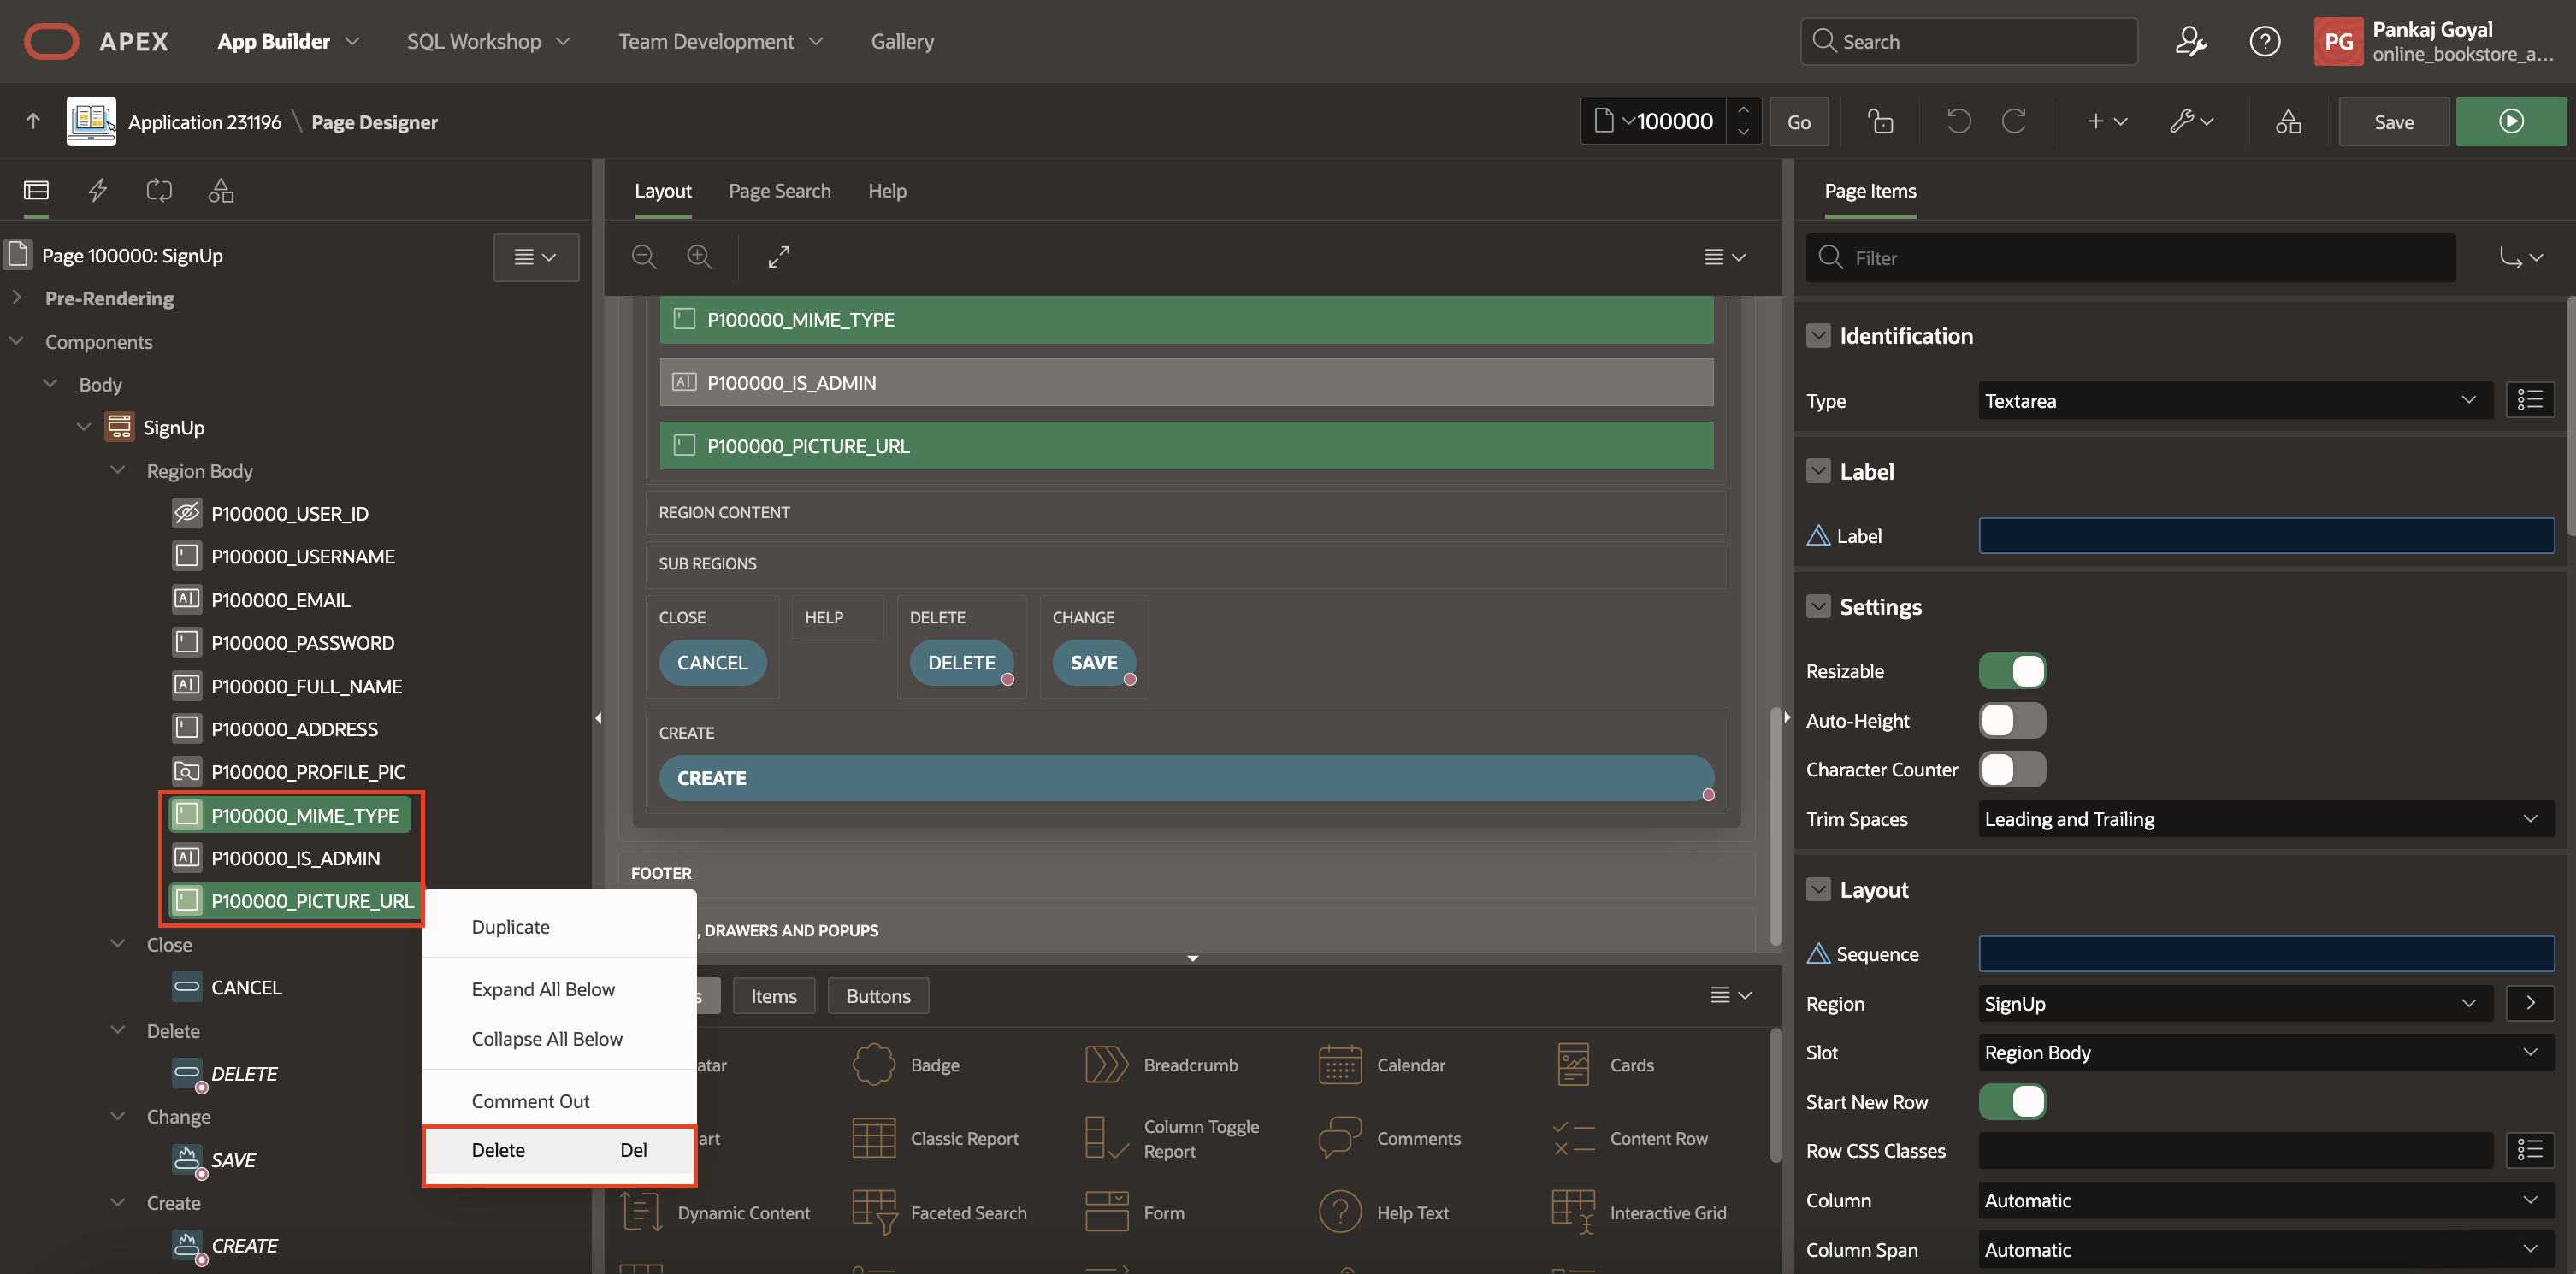 APEX
App Builder
SQL Workshop
Team Development
Gallery
Search
PG
Pankaj Goyal
online_bookstore_a...
Application 231196 \ Page Designer
100000
Go
Save
Layout
Page Search
Help
Page Items
Page 100000: SignUp
Pre-Rendering
Components
Body
SignUp
Region Body
P100000_USER_ID
P100000_USERNAME
P100000_EMAIL
P100000_PASSWORD
P100000_FULL_NAME
P100000_ADDRESS
P100000_PROFILE_PIC
P100000_MIME_TYPE
P100000_IS_ADMIN
P100000_PICTURE_URL
Close
CANCEL
Delete
DELETE
Change
SAVE
Create
CREATE
Duplicate
Expand All Below
Collapse All Below
Comment Out
Delete Del
P100000_MIME_TYPE
P100000_IS_ADMIN
P100000_PICTURE_URL
REGION CONTENT
SUB REGIONS
CLOSE
HELP
DELETE
CHANGE
CANCEL
DELETE
SAVE
CREATE
CREATE
FOOTER
, DRAWERS AND POPUPS
Items
Buttons
Badge
Breadcrumb
Calendar
Cards
Classic Report
Column Toggle
Report
Comments
Content Row
Dynamic Content
Faceted Search
Form
Help Text
Interactive Grid
Filter
Identification
Type
Textarea
Label
Label
Settings
Resizable
Auto-Height
Character Counter
Trim Spaces
Leading and Trailing
Layout
Sequence
Region
SignUp
Slot
Region Body
Start New Row
Row CSS Classes
Column
Automatic
Column Span
Automatic